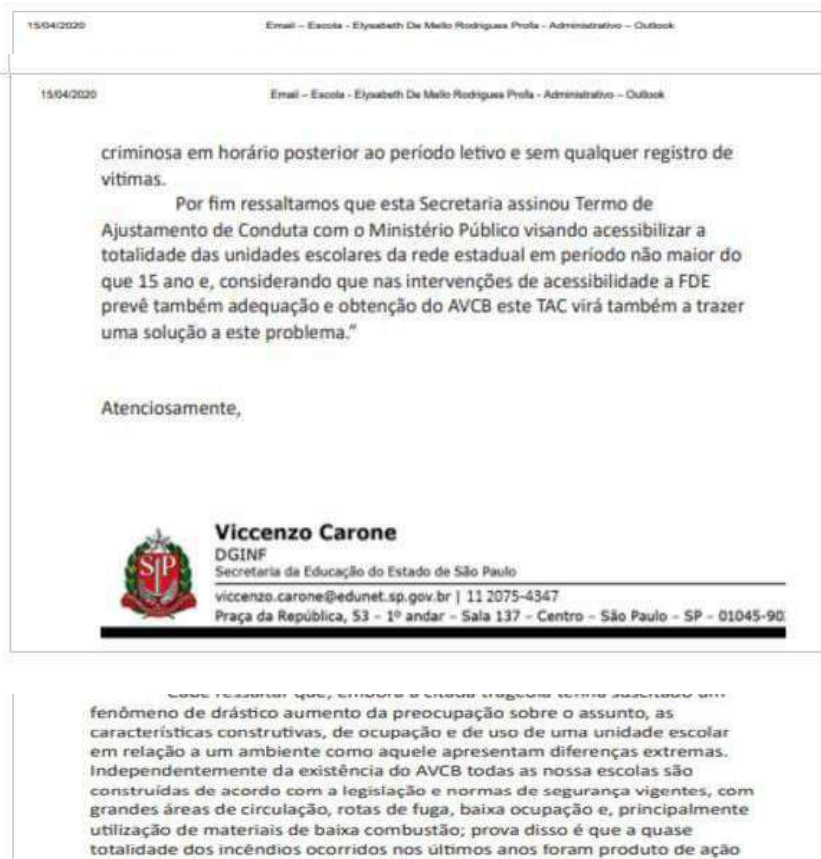 15/04/2020 Email – Escola - Elysabeth De Mello Rodrigues Profa - Administrativo – Outlook
15/04/2020 Email – Escola - Elysabeth De Mello Rodrigues Profa - Administrativo – Outlook
criminosa em horário posterior ao período letivo e sem qualquer registro de
vitimas.
Por fim ressaltamos que esta Secretaria assinou Termo de
Ajustamento de Conduta com o Ministério Público visando acessibilizar a
totalidade das unidades escolares da rede estadual em período não maior do
que 15 ano e, considerando que nas intervenções de acessibilidade a FDE
prevê também adequação e obtenção do AVCB este TAC virá também a trazer
uma solução a este problema.”
Atenciosamente,
SP
Viccenzo Carone
DGINF
Secretaria da Educação do Estado de São Paulo
viccenzo.carone@edunet.sp.gov.br | 11 2075-4347
Praça da República, 53 – 1º andar – Sala 137 – Centro – São Paulo – SP – 01045-90
Cabe ressaltar que, embora a citada tragédia tenha suscitado um
fenômeno de drástico aumento da preocupação sobre o assunto, as
características construtivas, de ocupação e de uso de uma unidade escolar
em relação a um ambiente como aquele apresentam diferenças extremas.
Independentemente da existência do AVCB todas as nossa escolas são
construídas de acordo com a legislação e normas de segurança vigentes, com
grandes áreas de circulação, rotas de fuga, baixa ocupação e, principalmente
utilização de materiais de baixa combustão; prova disso é que a quase
totalidade dos incêndios ocorridos nos últimos anos foram produto de ação